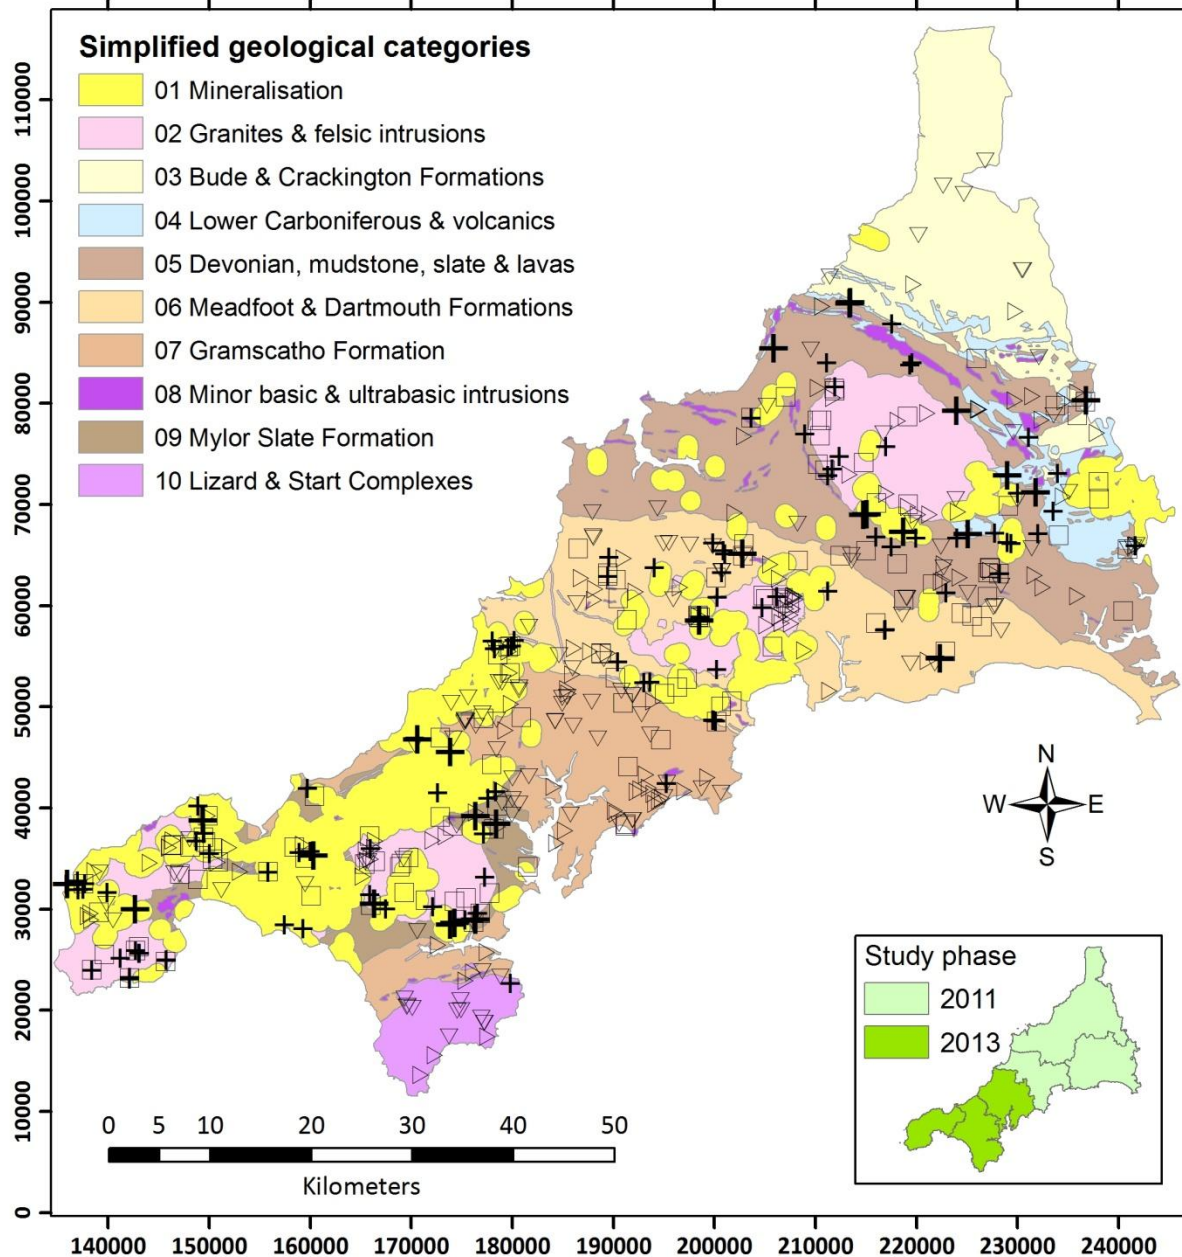 Simplified geological categories
01 Mineralisation
02 Granites & felsic intrusions
03 Bude & Crackington Formations
04 Lower Carboniferous & volcanics
05 Devonian, mudstone, slate & lavas
06 Meadfoot & Dartmouth Formations
07 Gramscatho Formation
08 Minor basic & ultrabasic intrusions
09 Mylor Slate Formation
10 Lizard & Start Complexes
110000
100000
90000
80000
70000
60000
50000
40000
30000
20000
10000
0
N
W E
S
Study phase
2011
2013
0 5 10 20 30 40 50
Kilometers
140000 150000 160000 170000 180000 190000 200000 210000 220000 230000 240000